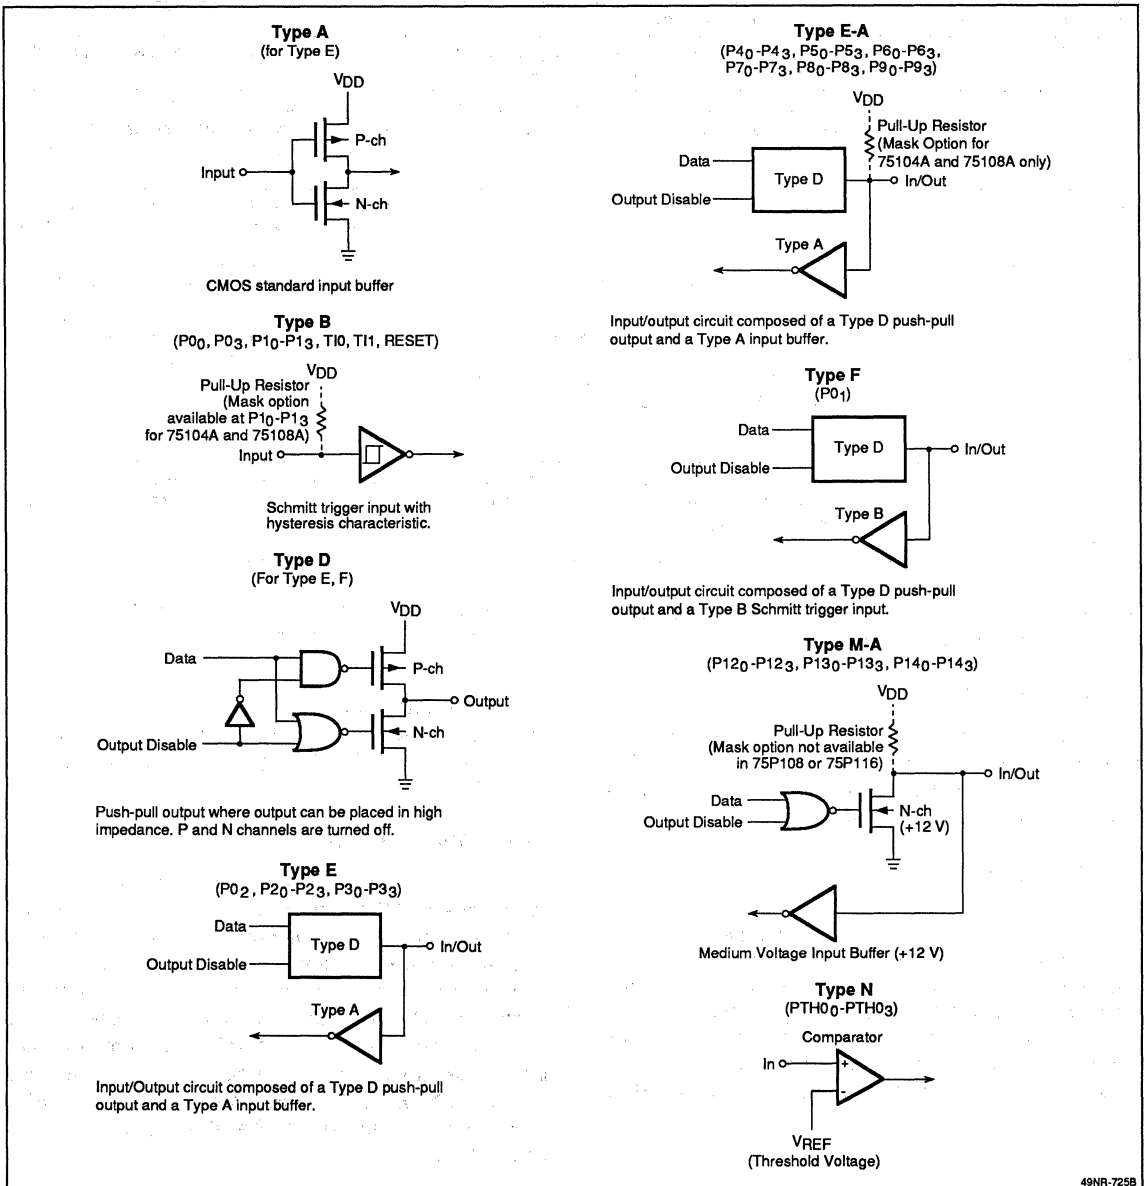 Type A
(for Type E)
VDD
P-ch
Input
N-ch
CMOS standard input buffer
Type B
(P00, P03, P10-P13, TI0, TI1, RESET)
VDD
Pull-Up Resistor
(Mask option
available at P10-P13
for 75104A and 75108A)
Input
Schmitt trigger input with
hysteresis characteristic.
Type D
(For Type E, F)
VDD
Data
P-ch
Output
N-ch
Output Disable
Push-pull output where output can be placed in high
impedance. P and N channels are turned off.
Type E
(P02, P20-P23, P30-P33)
Data
Type D
In/Out
Output Disable
Type A
Input/Output circuit composed of a Type D push-pull
output and a Type A input buffer.
Type E-A
(P40-P43, P50-P53, P60-P63,
P70-P73, P80-P83, P90-P93)
VDD
Pull-Up Resistor
(Mask Option for
75104A and 75108A only)
Data
Type D
In/Out
Output Disable
Type A
Input/output circuit composed of a Type D push-pull
output and a Type A input buffer.
Type F
(P01)
Data
Type D
In/Out
Output Disable
Type B
Input/output circuit composed of a Type D push-pull
output and a Type B Schmitt trigger input.
Type M-A
(P120-P123, P130-P133, P140-P143)
VDD
Pull-Up Resistor
(Mask option not available
in 75P108 or 75P116)
In/Out
Data
Output Disable
N-ch
(+12 V)
Medium Voltage Input Buffer (+12 V)
Type N
(PTH00-PTH03)
Comparator
In
+
-
VREF
(Threshold Voltage)
49NR-725B